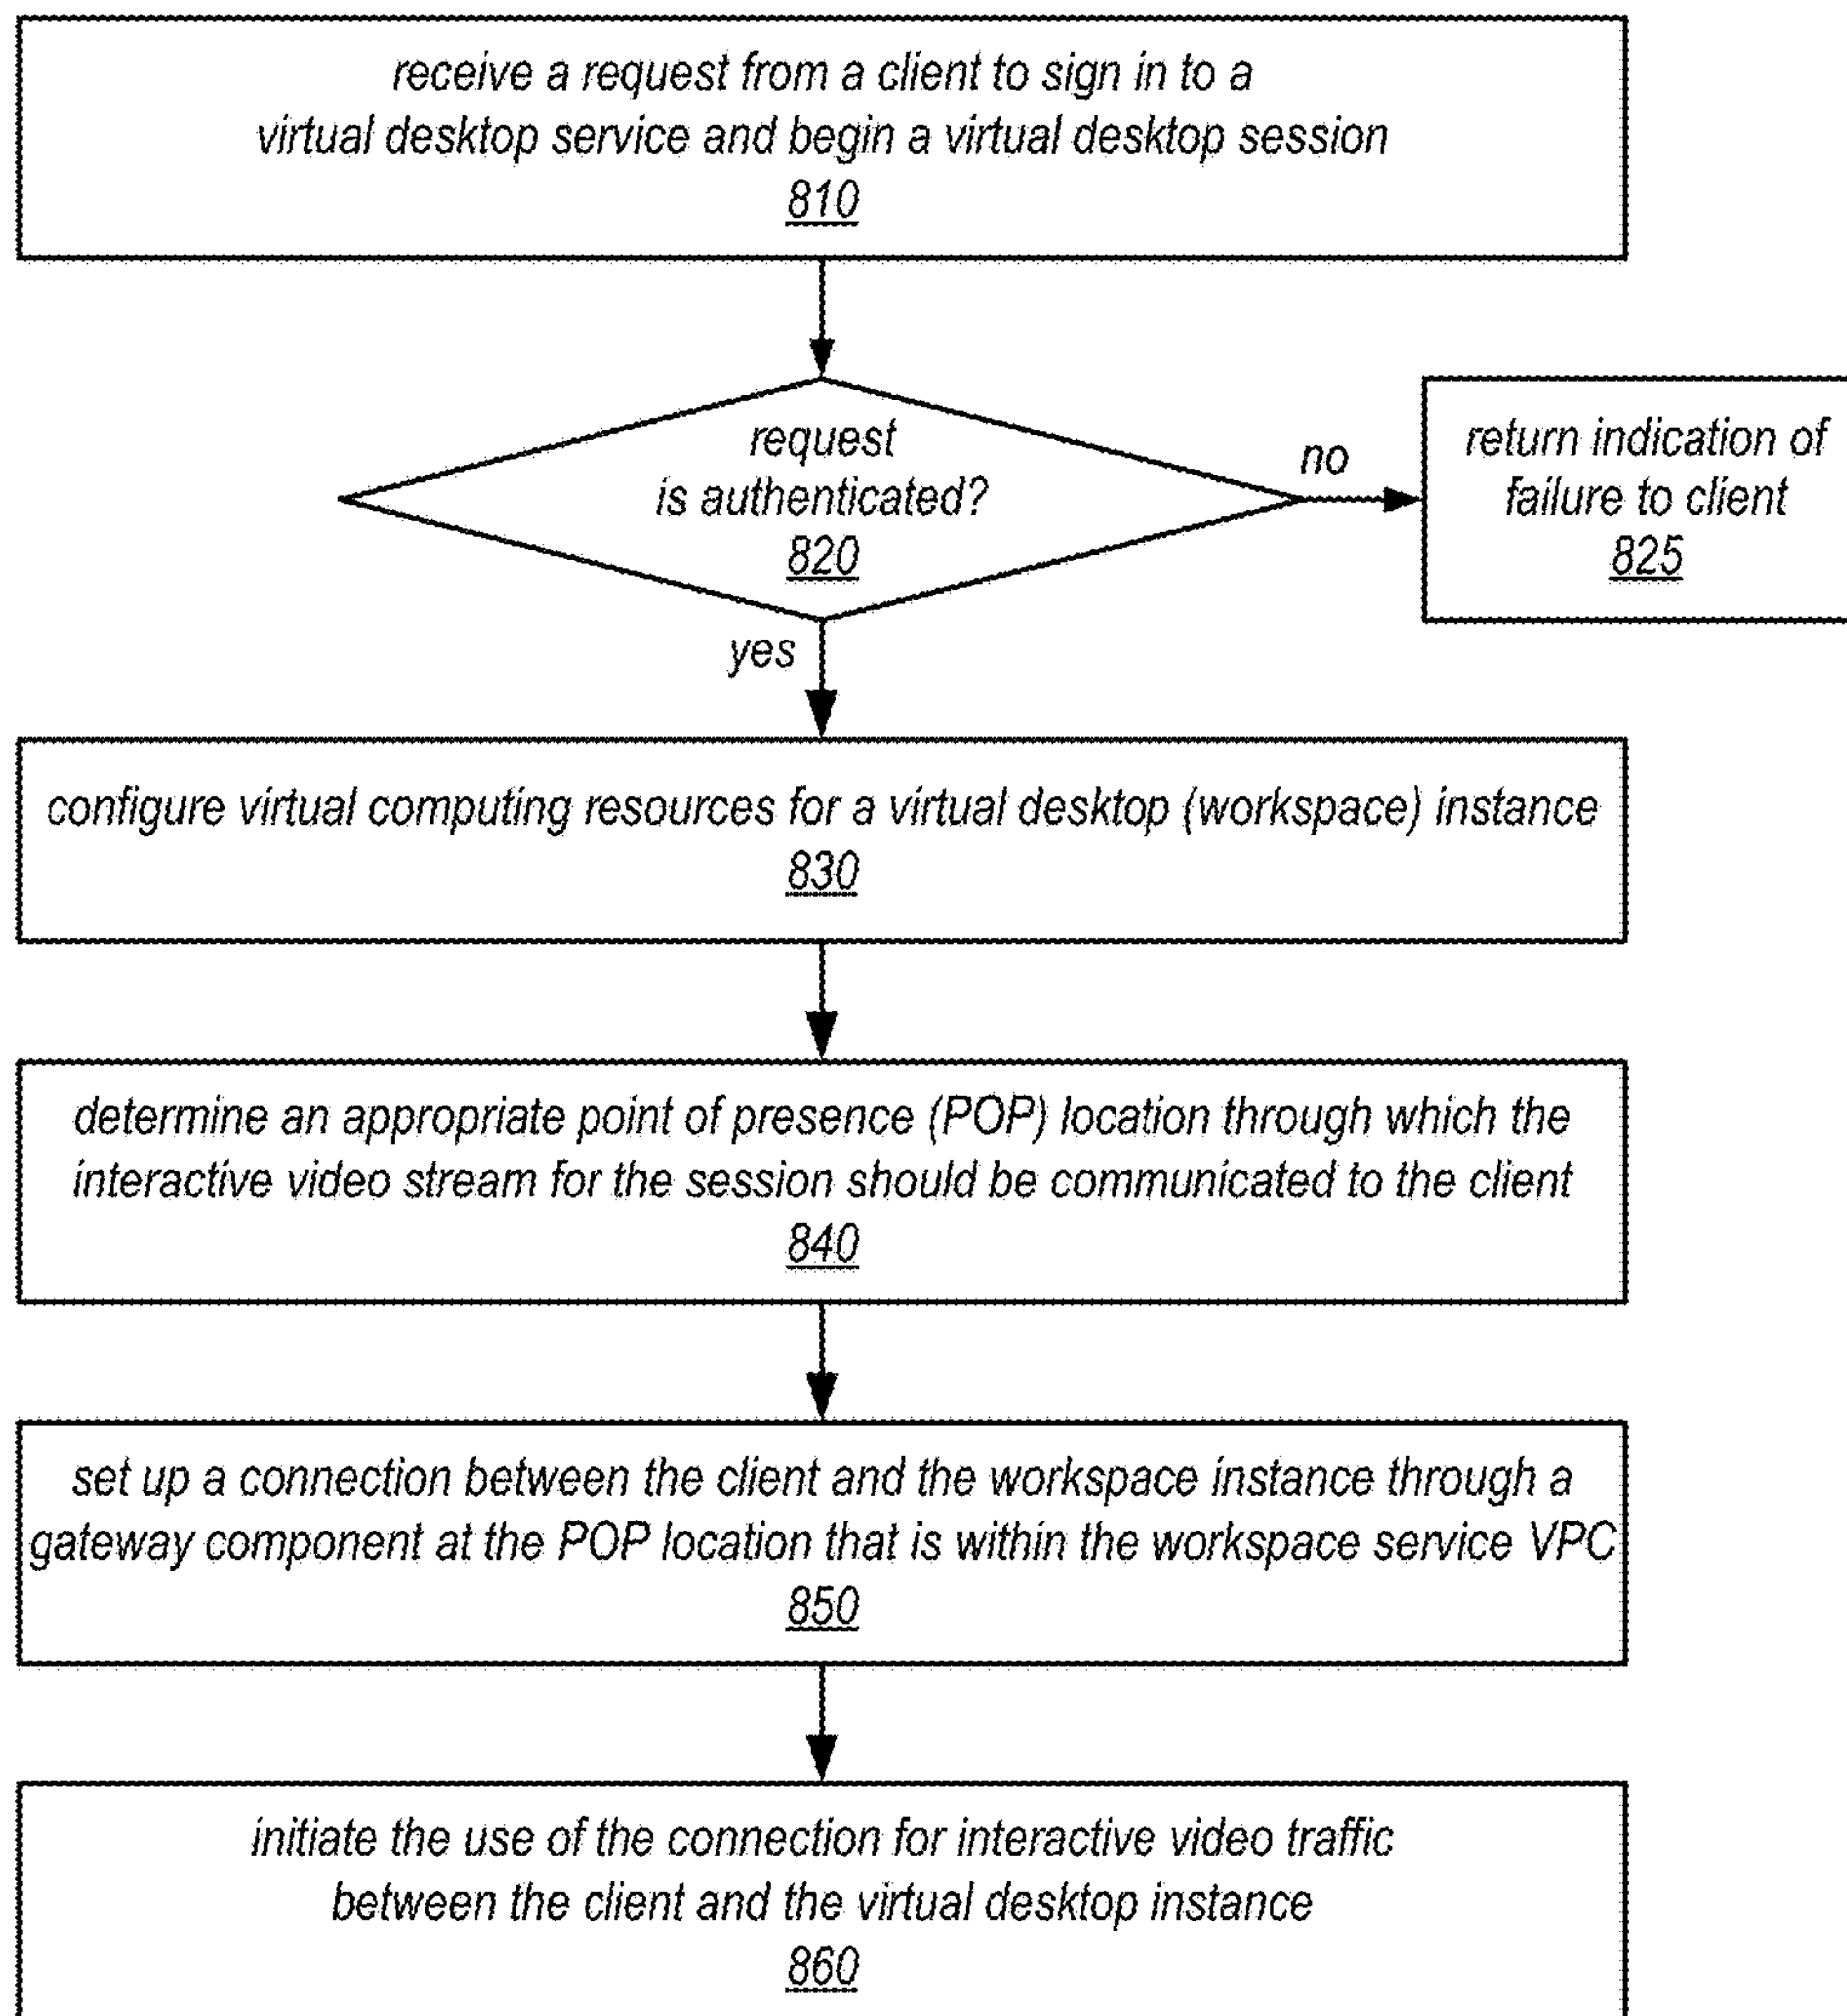 receive a request from a client to sign in to a
virtual desktop service and begin a virtual desktop session
810
request
is authenticated?
820
no
return indication of
failure to client
825
yes
configure virtual computing resources for a virtual desktop (workspace) instance
830
determine an appropriate point of presence (POP) location through which the
interactive video stream for the session should be communicated to the client
840
set up a connection between the client and the workspace instance through a
gateway component at the POP location that is within the workspace service VPC
850
initiate the use of the connection for interactive video traffic
between the client and the virtual desktop instance
860